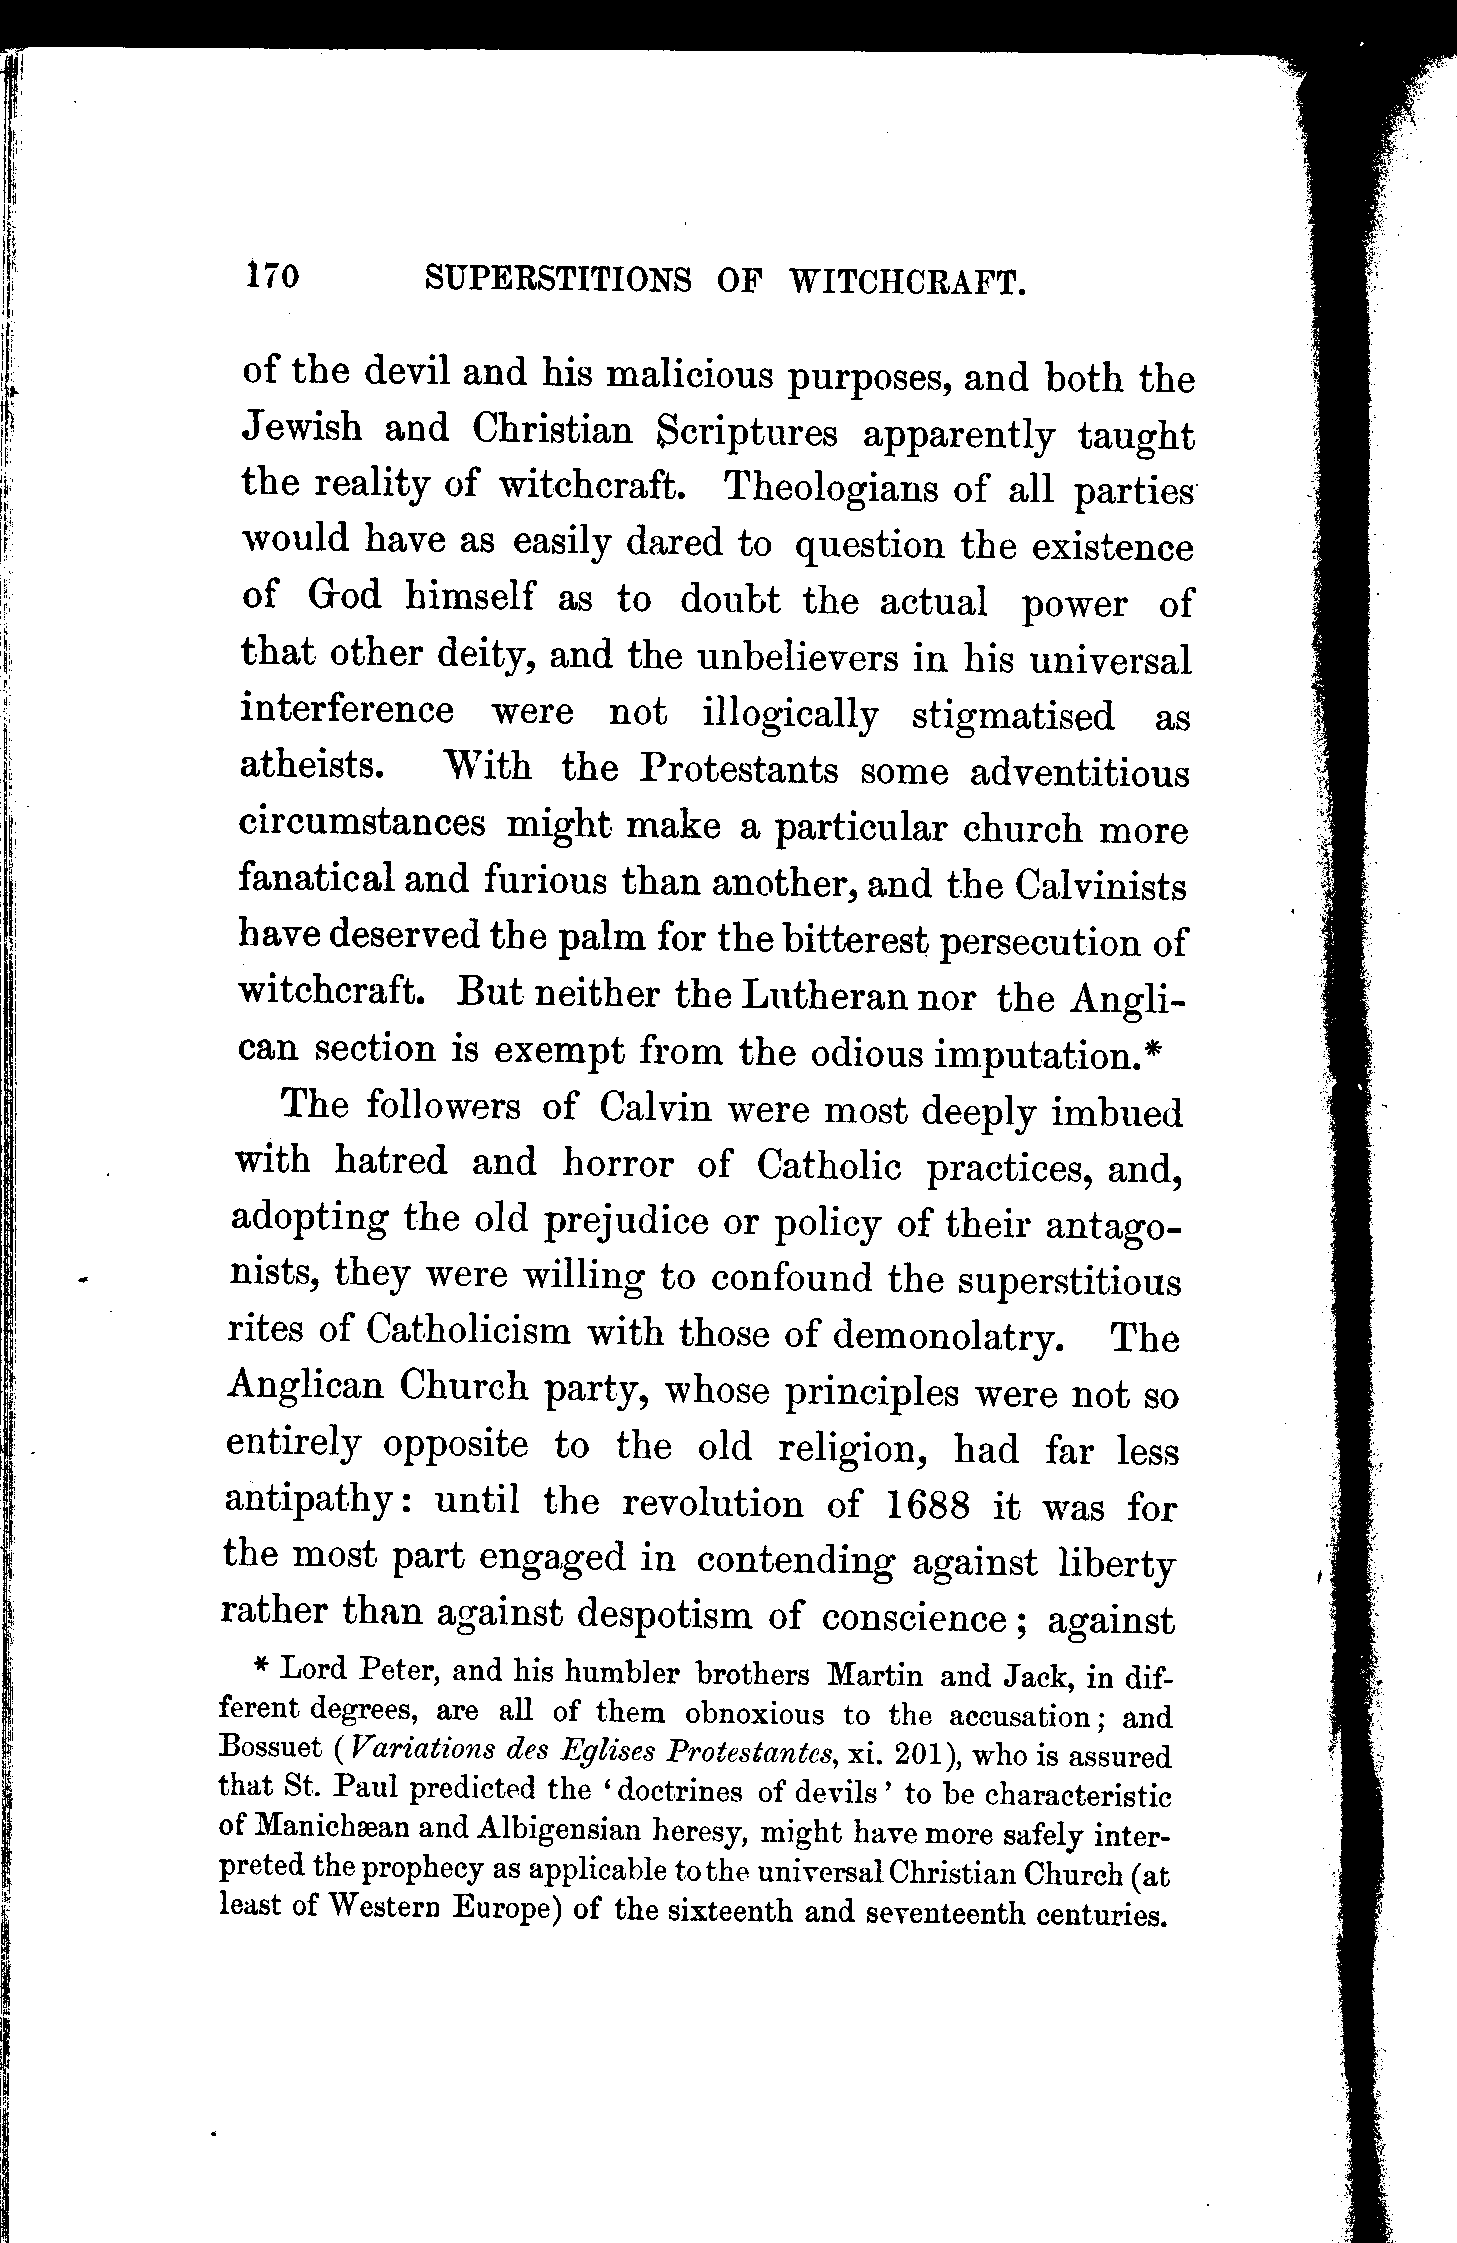 170 SUPERSTITIONS OF WITCHCRAFT.
of the devil and his malicious purposes, and both the
Jewish and Christian Scriptures apparently taught
the reality of witchcraft. Theologians of all parties
would have as easily dared to question the existence
of God himself as to doubt the actual power of
that other deity, and the unbelievers in his universal
interference were not illogically stigmatised as
atheists. With the Protestants some adventitious
circumstances might make a particular church more
fanatical and furious than another, and the Calvinists
have deserved the palm for the bitterest persecution of
witchcraft. But neither the Lutheran nor the Angli-
can section is exempt from the odious imputation.*
The followers of Calvin were most deeply imbued
with hatred and horror of Catholic practices, and,
adopting the old prejudice or policy of their antago-
nists, they were willing to confound the superstitious
rites of Catholicism with those of demonolatry. The
Anglican Church party, whose principles were not so
entirely opposite to the old religion, had far less
antipathy: until the revolution of 1688 it was for
the most part engaged in contending against liberty
rather than against despotism of conscience; against
* Lord Peter, and his humbler brothers Martin and Jack, in dif-
ferent degrees, are all of them obnoxious to the accusation; and
Bossuet (Variations des Eglises Protestantes, xi. 201), who is assured
that St. Paul predicted the ‘doctrines of devils’ to be characteristic
of Manichæan and Albigensian heresy, might have more safely inter-
preted the prophecy as applicable to the universal Christian Church (at
least of Western Europe) of the sixteenth and seventeenth centuries.